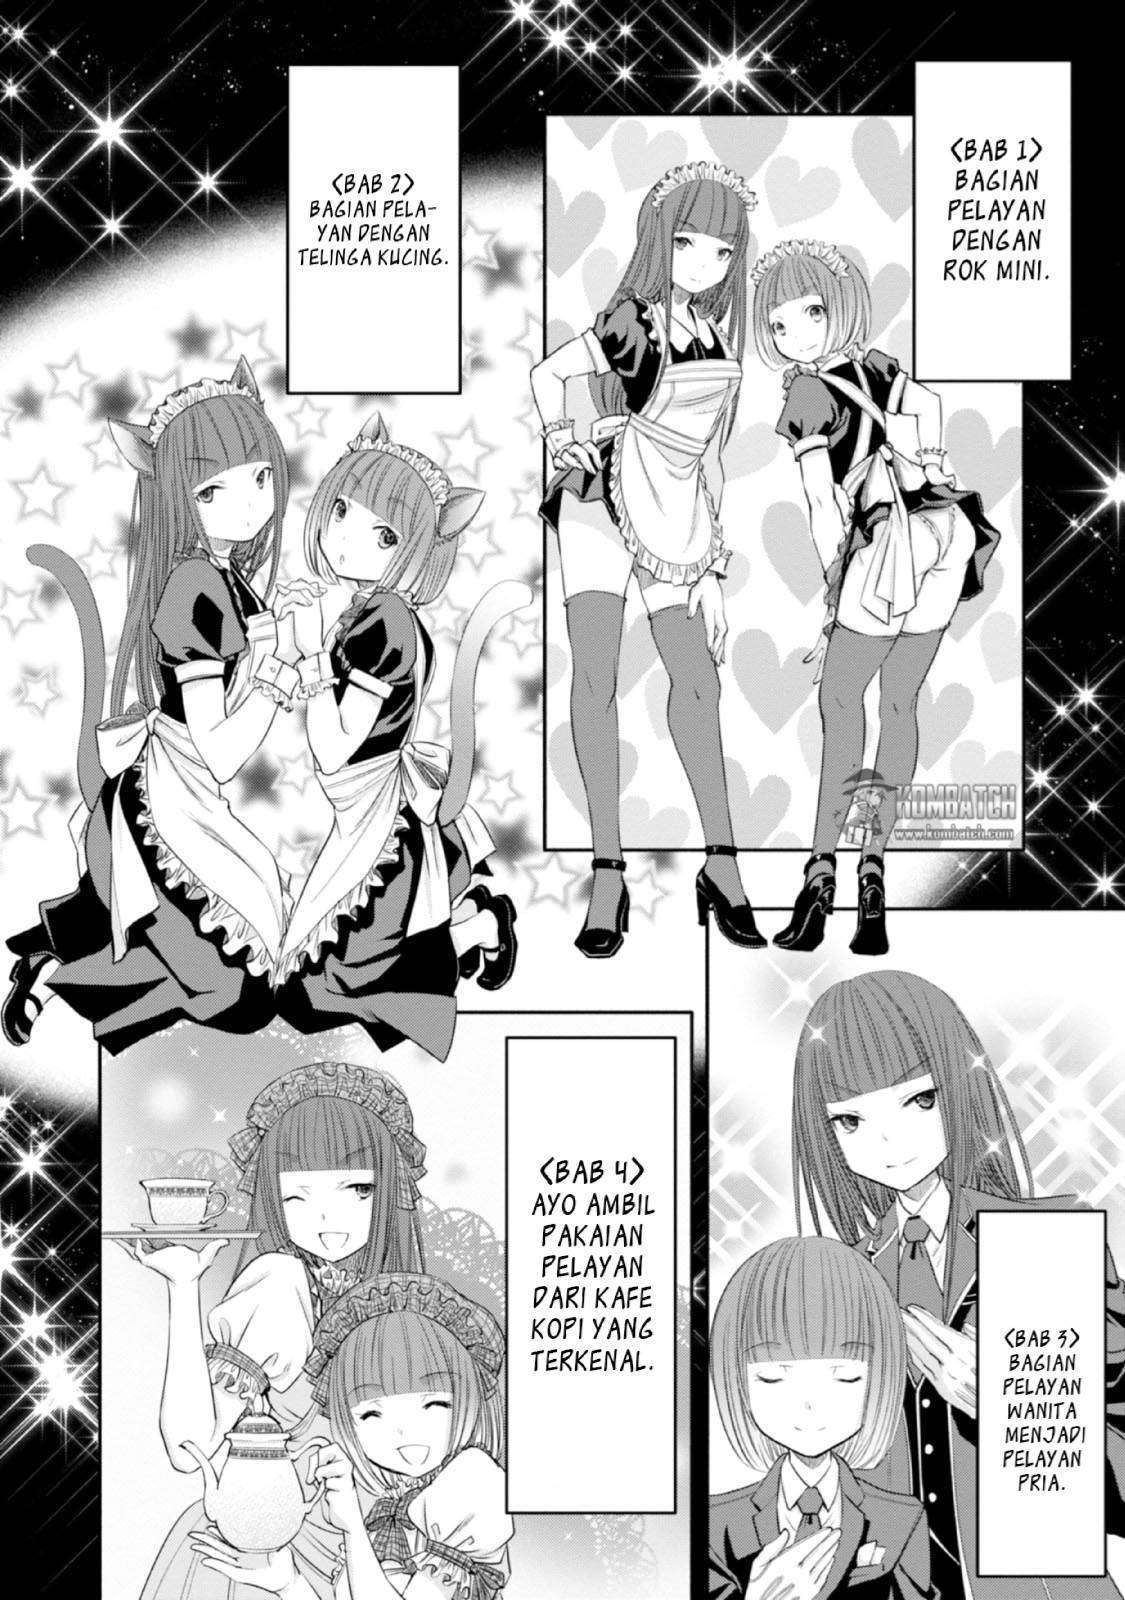 <BAB 1>
BAGIAN
PELAYAN
DENGAN
ROK MINI.
<BAB 2>
BAGIAN PELA-
YAN DENGAN
TELINGA KUCING.
KOMBATCH
www.kombatch.com
<BAB 3>
BAGIAN
PELAYAN
WANITA
MENJADI
PELAYAN
PRIA.
<BAB 4>
AYO AMBIL
PAKAIAN
PELAYAN
DARI KAFE
KOPI YANG
TERKENAL.